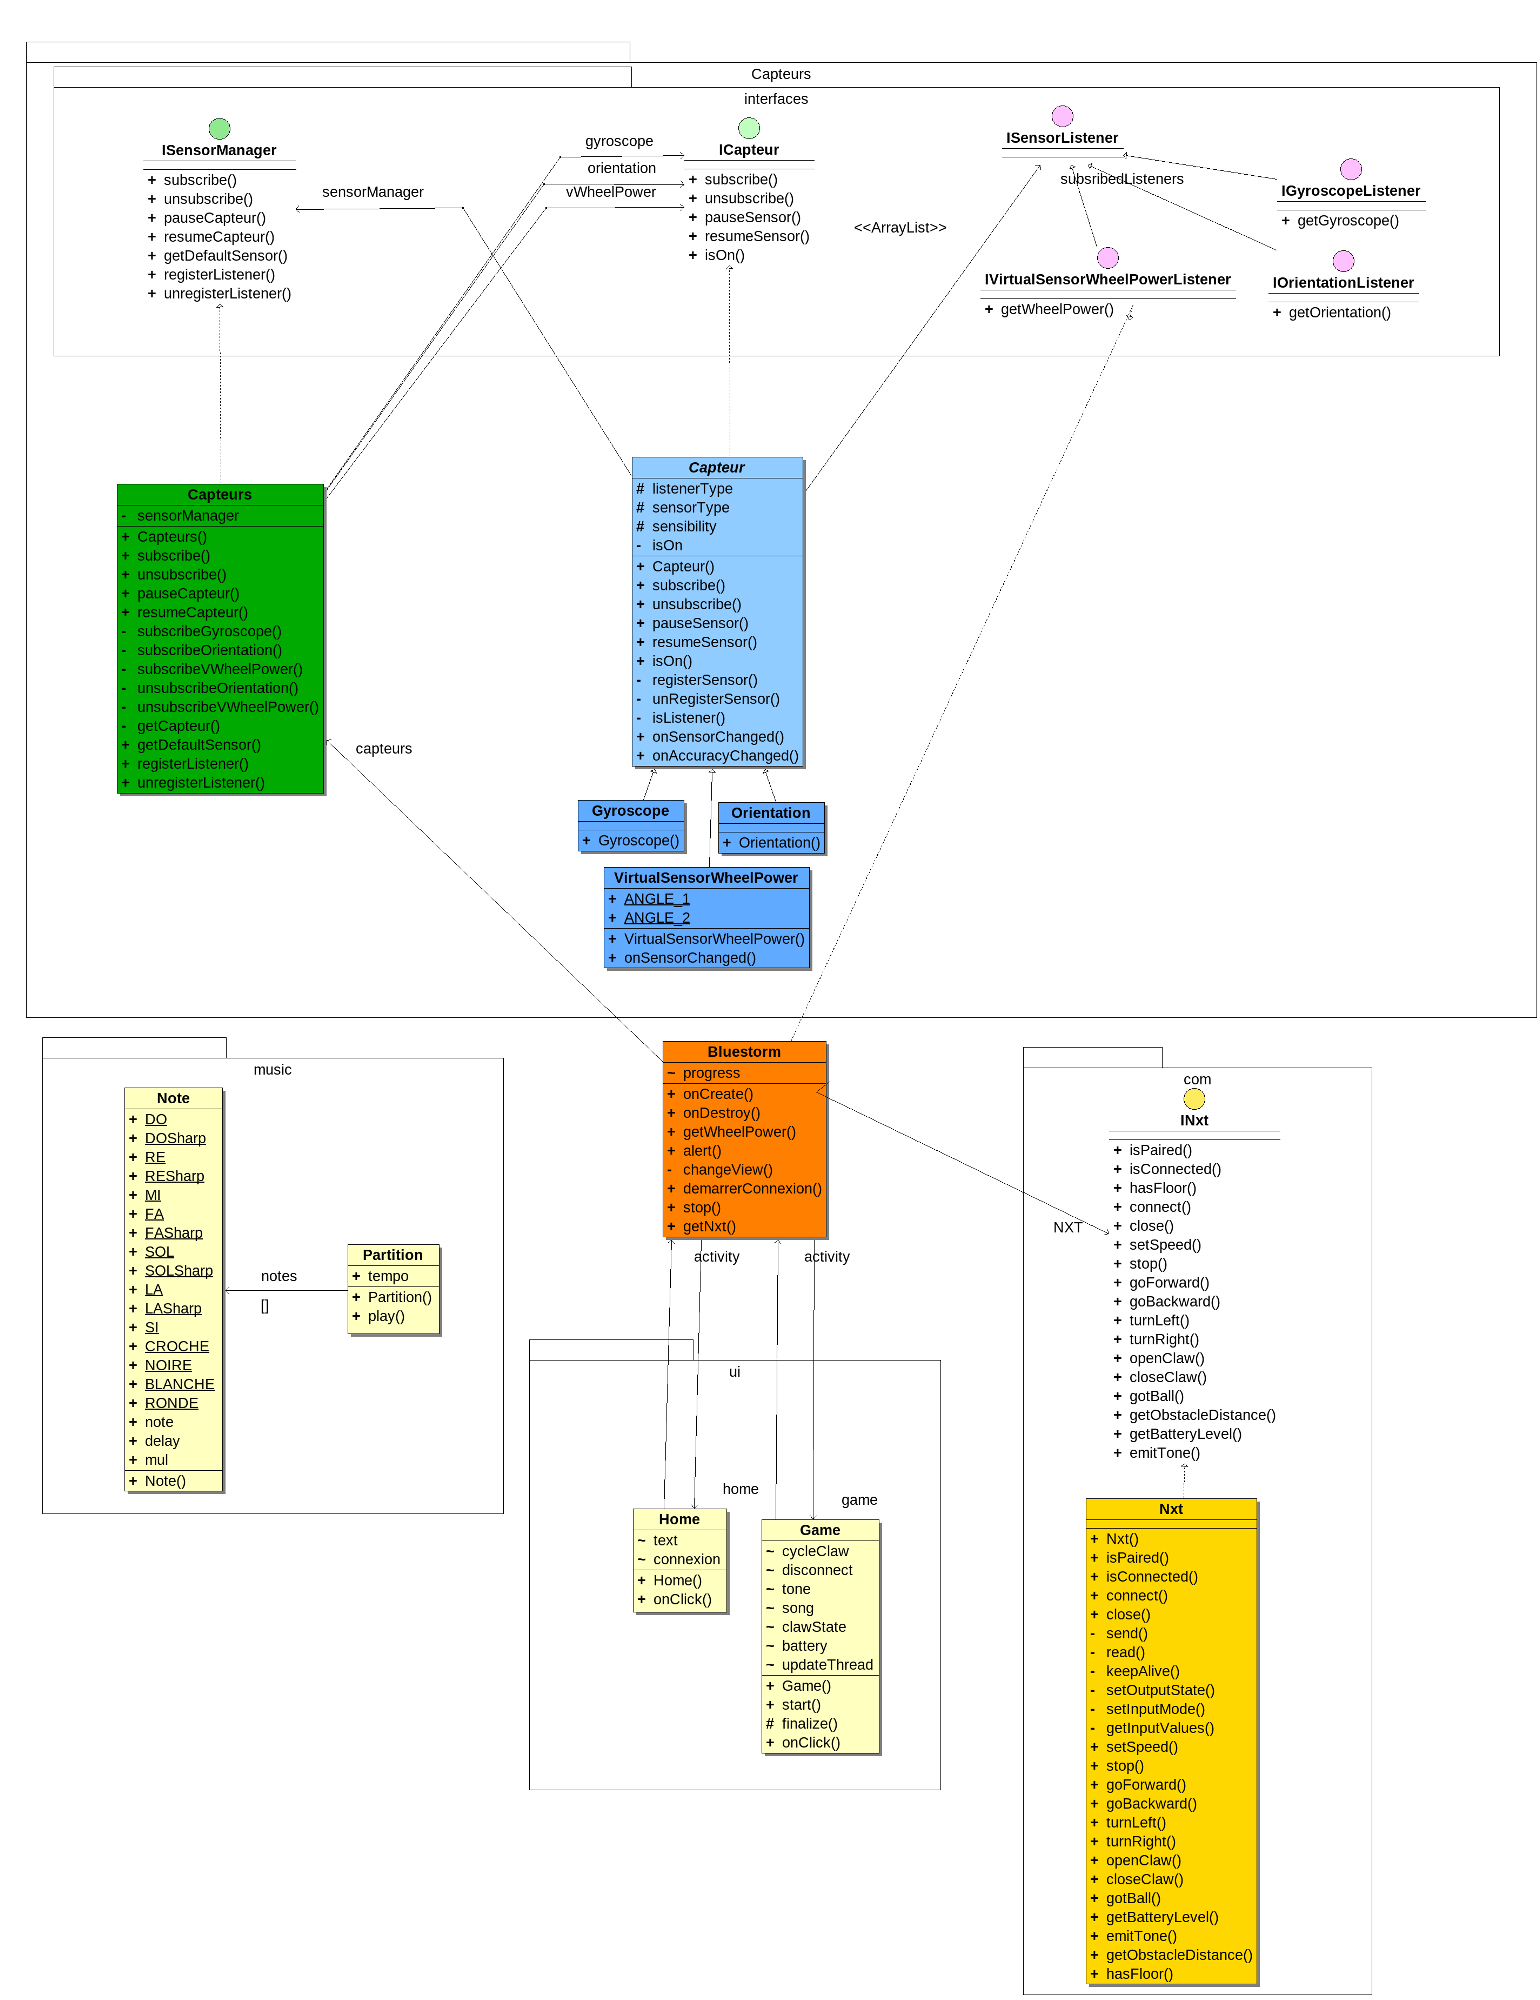 Capteurs
interfaces
ISensorManager
+ subscribe()
+ unsubscribe()
+ pauseCapteur()
+ resumeCapteur()
+ getDefaultSensor()
+ registerListener()
+ unregisterListener()
sensorManager
gyroscope
orientation
vWheelPower
ICapteur
+ subscribe()
+ unsubscribe()
+ pauseSensor()
+ resumeSensor()
+ isOn()
<<ArrayList>>
ISensorListener
subsribedListeners
IGyroscopeListener
+ getGyroscope()
IVirtualSensorWheelPowerListener
+ getWheelPower()
IOrientationListener
+ getOrientation()
Capteurs
- sensorManager
+ Capteurs()
+ subscribe()
+ unsubscribe()
+ pauseCapteur()
+ resumeCapteur()
- subscribeGyroscope()
- subscribeOrientation()
- subscribeVWheelPower()
- unsubscribeOrientation()
- unsubscribeVWheelPower()
- getCapteur()
+ getDefaultSensor()
+ registerListener()
+ unregisterListener()
capteurs
Capteur
# listenerType
# sensorType
# sensibility
- isOn
+ Capteur()
+ subscribe()
+ unsubscribe()
+ pauseSensor()
+ resumeSensor()
+ isOn()
- registerSensor()
- unRegisterSensor()
- isListener()
+ onSensorChanged()
+ onAccuracyChanged()
Gyroscope
+ Gyroscope()
Orientation
+ Orientation()
VirtualSensorWheelPower
+ ANGLE_1
+ ANGLE_2
+ VirtualSensorWheelPower()
+ onSensorChanged()
music
Note
+ DO
+ DOSharp
+ RE
+ RESharp
+ MI
+ FA
+ FASharp
+ SOL
+ SOLSharp
+ LA
+ LASharp
+ SI
+ CROCHE
+ NOIRE
+ BLANCHE
+ RONDE
+ note
+ delay
+ mul
+ Note()
notes
[]
Partition
+ tempo
+ Partition()
+ play()
Bluestorm
~ progress
+ onCreate()
+ onDestroy()
+ getWheelPower()
+ alert()
- changeView()
+ demarrerConnexion()
+ stop()
+ getNxt()
activity
activity
ui
home
game
Home
~ text
~ connexion
+ Home()
+ onClick()
Game
~ cycleClaw
~ disconnect
~ tone
~ song
~ clawState
~ battery
~ updateThread
+ Game()
+ start()
# finalize()
+ onClick()
com
INxt
+ isPaired()
+ isConnected()
+ hasFloor()
+ connect()
+ close()
+ setSpeed()
+ stop()
+ goForward()
+ goBackward()
+ turnLeft()
+ turnRight()
+ openClaw()
+ closeClaw()
+ gotBall()
+ getObstacleDistance()
+ getBatteryLevel()
+ emitTone()
NXT
Nxt
+ Nxt()
+ isPaired()
+ isConnected()
+ connect()
+ close()
- send()
- read()
- keepAlive()
- setOutputState()
- setInputMode()
- getInputValues()
+ setSpeed()
+ stop()
+ goForward()
+ goBackward()
+ turnLeft()
+ turnRight()
+ openClaw()
+ closeClaw()
+ gotBall()
+ getBatteryLevel()
+ emitTone()
+ getObstacleDistance()
+ hasFloor()